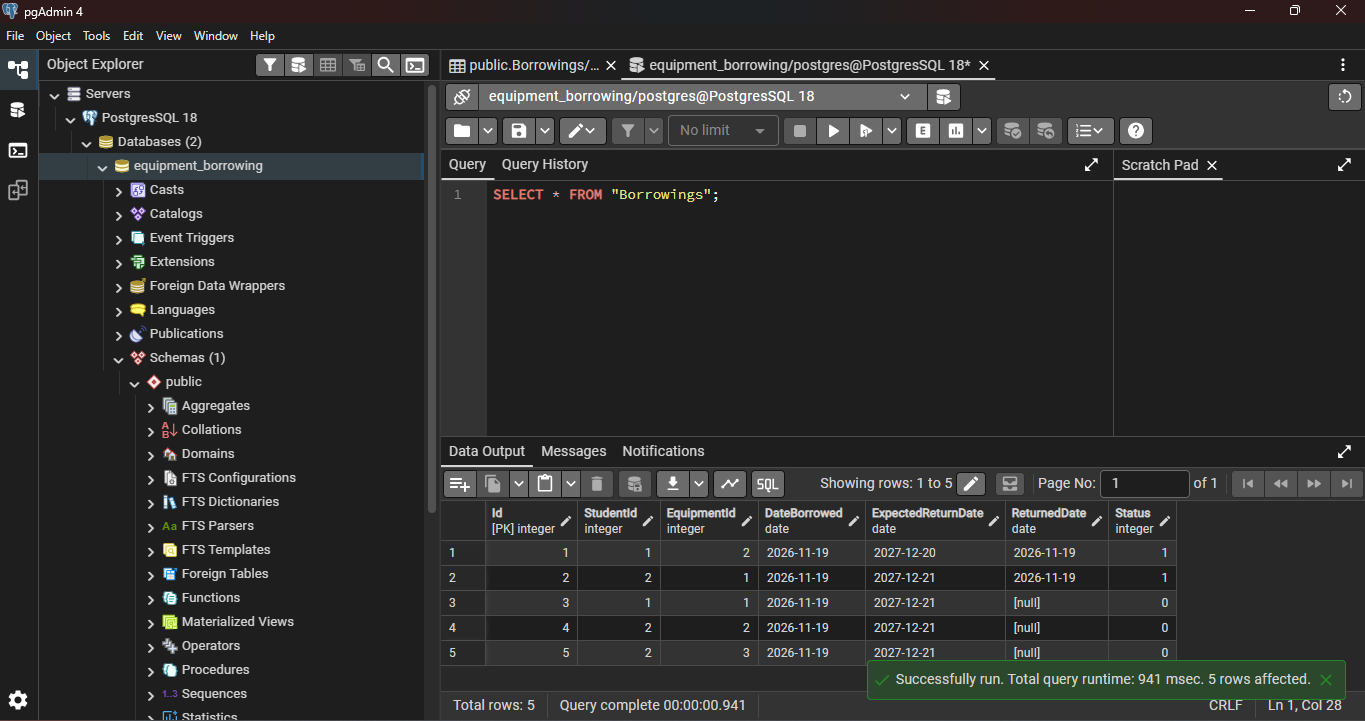 pgAdmin 4
File Object Tools Edit View Window Help
Object Explorer
Servers
PostgresSQL 18
Databases (2)
equipment_borrowing
Casts
Catalogs
Event Triggers
Extensions
Foreign Data Wrappers
Languages
Publications
Schemas (1)
public
Aggregates
Collations
Domains
FTS Configurations
FTS Dictionaries
FTS Parsers
FTS Templates
Foreign Tables
Functions
Materialized Views
Operators
Procedures
Sequences
Statistics
public.Borrowings/... equipment_borrowing/postgres@PostgresSQL 18*
equipment_borrowing/postgres@PostgresSQL 18
No limit
Query Query History Scratch Pad
1 SELECT * FROM "Borrowings";
Data Output Messages Notifications
SQL Showing rows: 1 to 5 Page No: 1 of 1
Id StudentId EquipmentId DateBorrowed ExpectedReturnDate ReturnedDate Status
[PK] integer integer integer date date date integer
1 1 1 2 2026-11-19 2027-12-20 2026-11-19 1
2 2 2 1 2026-11-19 2027-12-21 2026-11-19 1
3 3 1 1 2026-11-19 2027-12-21 [null] 0
4 4 2 2 2026-11-19 2027-12-21 [null] 0
5 5 2 3 2026-11-19 2027-12-21 [null] 0
Successfully run. Total query runtime: 941 msec. 5 rows affected.
Total rows: 5 Query complete 00:00:00.941 CRLF Ln 1, Col 28